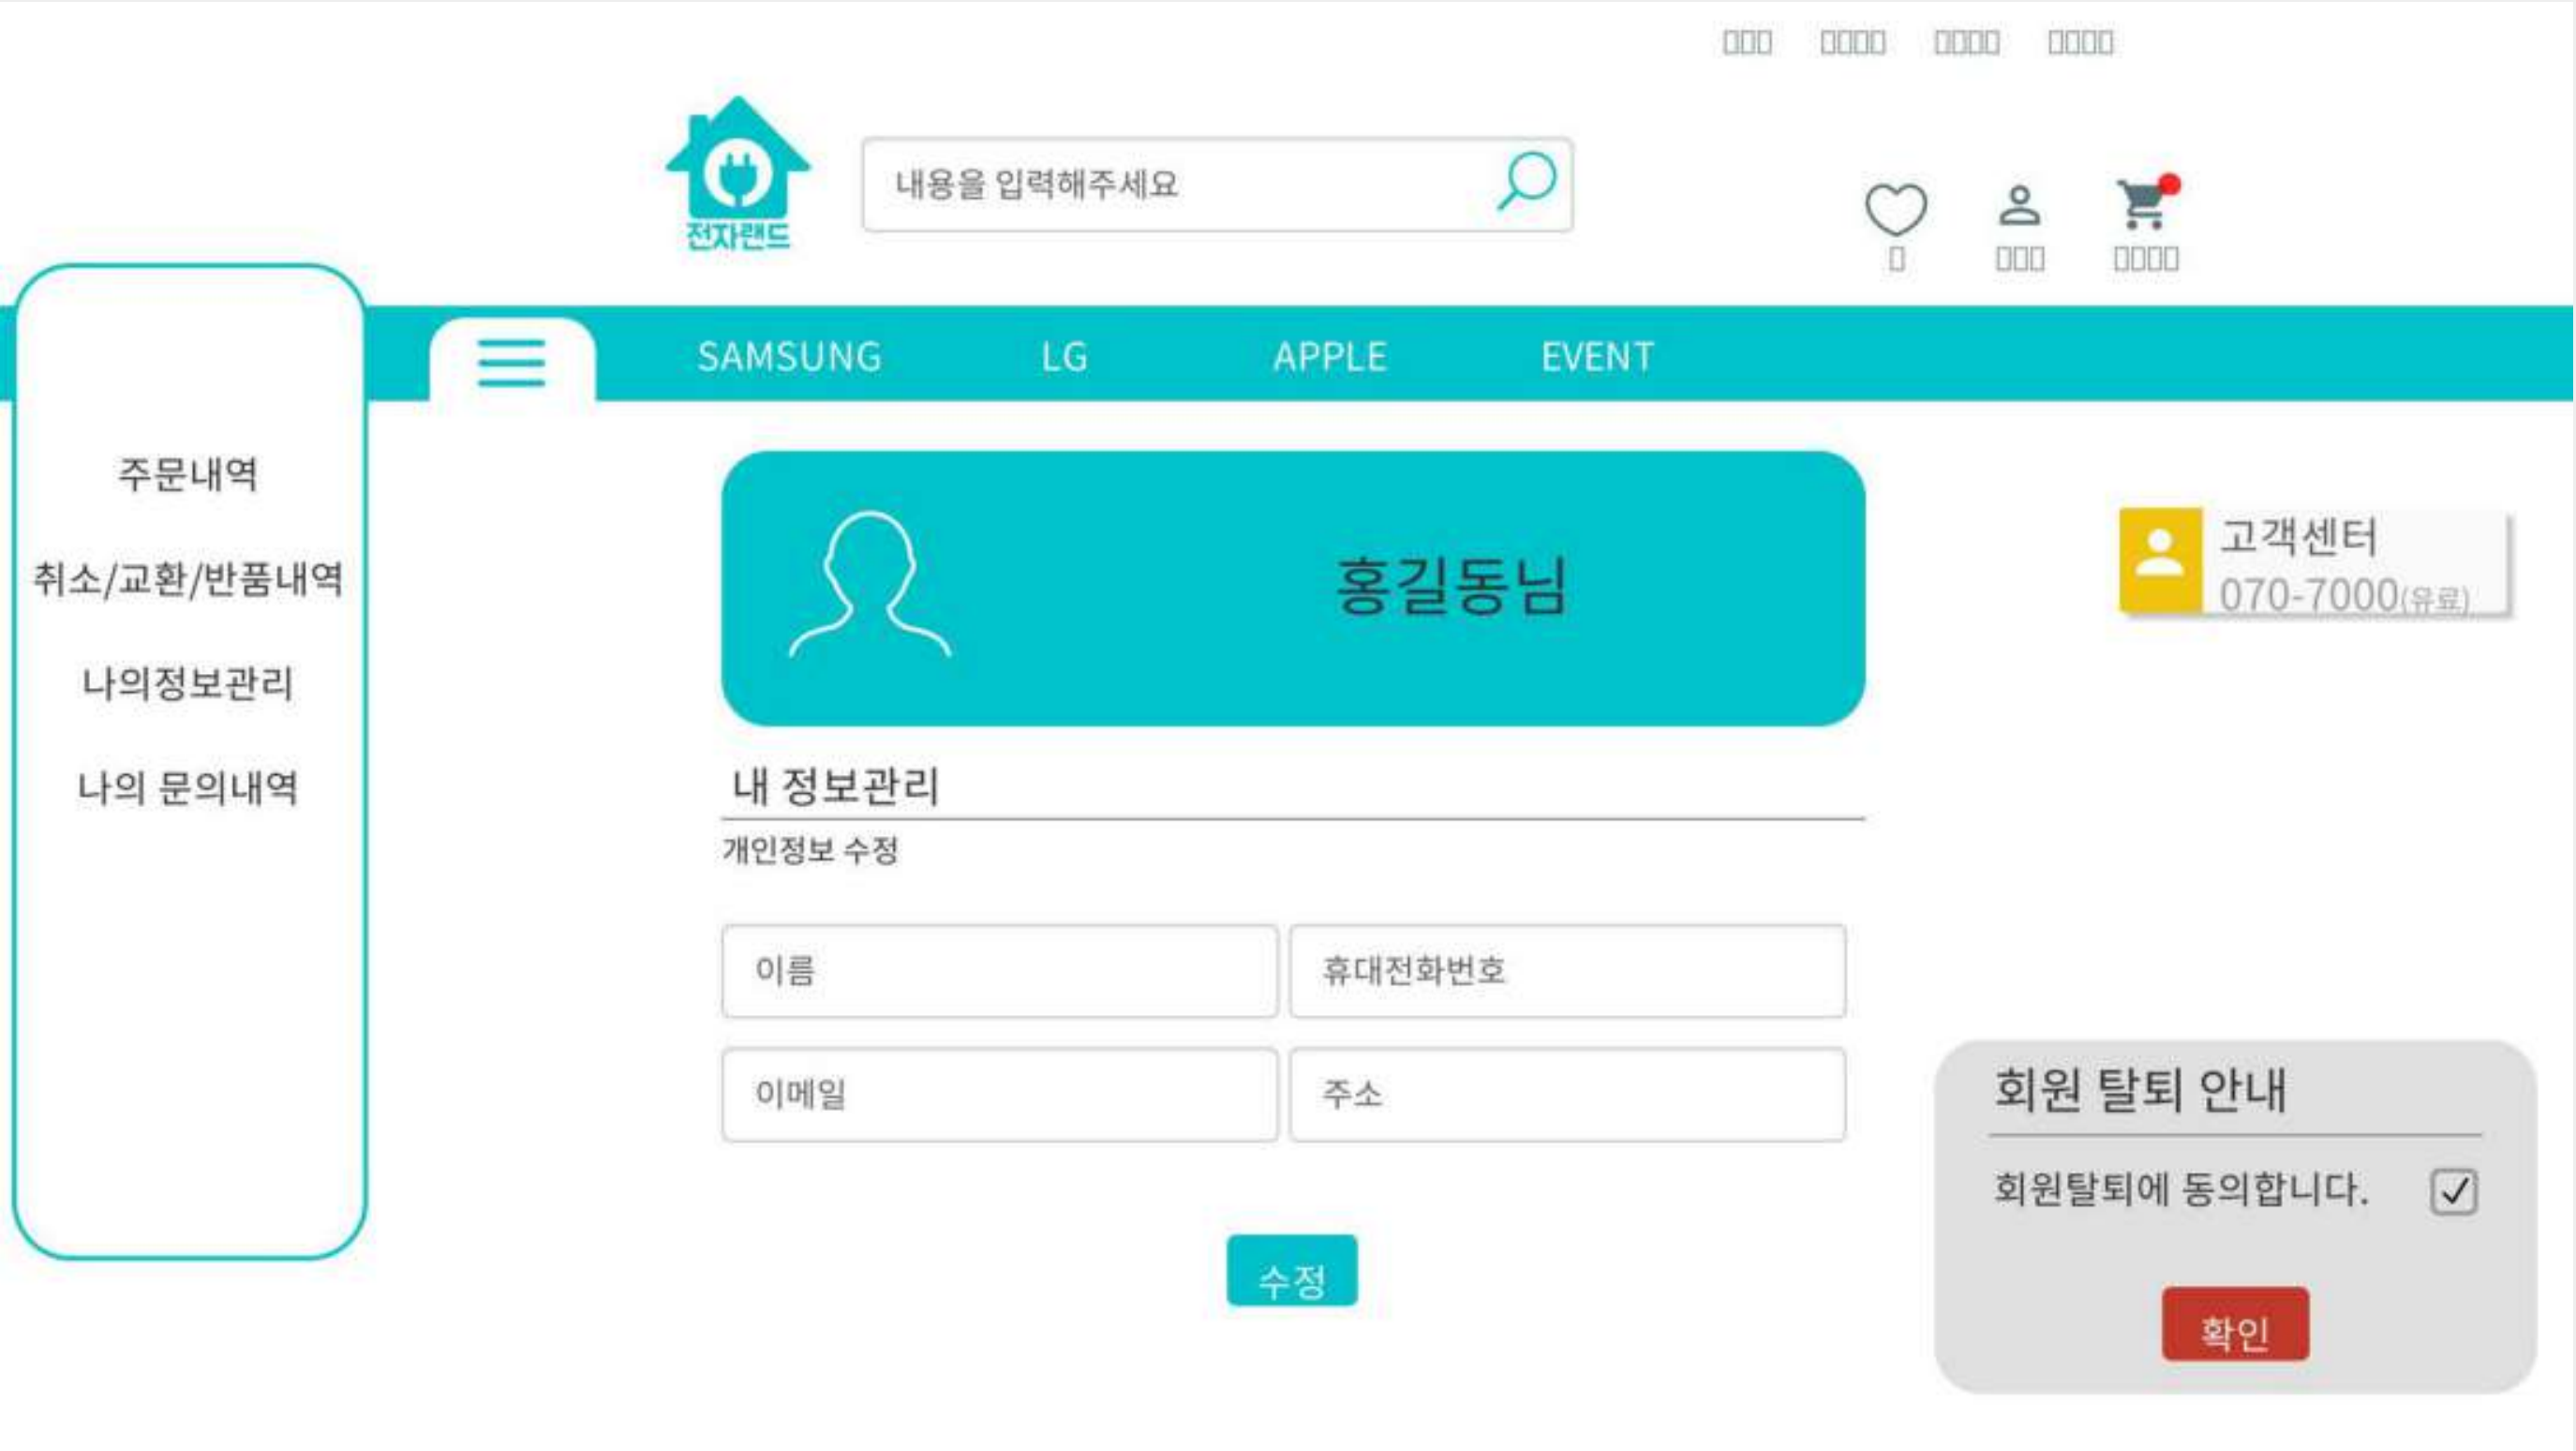 내용을 입력해주세요
전자랜드
SAMSUNG LG APPLE EVENT
주문내역
취소/교환/반품내역
나의정보관리
나의 문의내역
홍길동님
고객센터
070-7000(유료)
내 정보관리
개인정보 수정
이름 휴대전화번호
이메일 주소
수정
회원 탈퇴 안내
회원탈퇴에 동의합니다.
확인